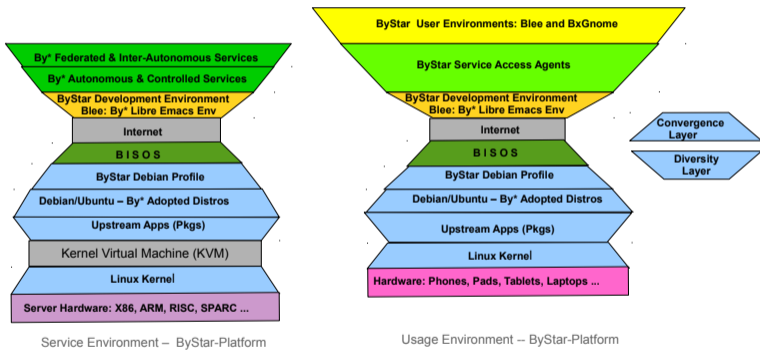 By* Federated & Inter-Autonomous Services
By* Autonomous & Controlled Services
ByStar Development Environment
Blee: By* Libre Emacs Env
Internet
B I S O S
ByStar Debian Profile
Debian/Ubuntu – By* Adopted Distros
Upstream Apps (Pkgs)
Kernel Virtual Machine (KVM)
Linux Kernel
Server Hardware: X86, ARM, RISC, SPARC ...
Service Environment – ByStar-Platform
ByStar User Environments: Blee and BxGnome
ByStar Service Access Agents
ByStar Development Environment
Blee: By* Libre Emacs Env
Internet
B I S O S
ByStar Debian Profile
Debian/Ubuntu – By* Adopted Distros
Upstream Apps (Pkgs)
Linux Kernel
Hardware: Phones, Pads, Tablets, Laptops ...
Usage Environment -- ByStar-Platform
Convergence
Layer
Diversity
Layer